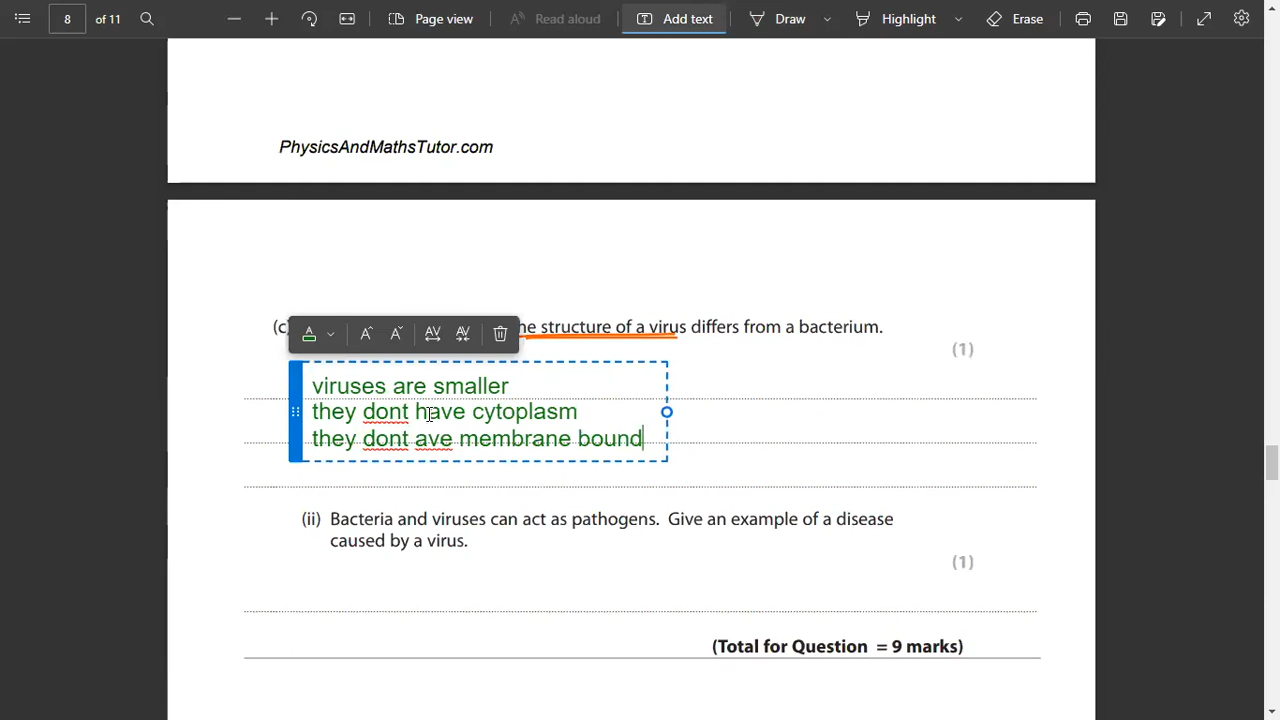 8 of 11 Page view Read aloud Add text Draw Highlight Erase
PhysicsAndMathsTutor.com
(c) he structure of a virus differs from a bacterium.
(1)
viruses are smaller
they dont have cytoplasm
they dont ave membrane bound
(ii) Bacteria and viruses can act as pathogens. Give an example of a disease
caused by a virus.
(1)
(Total for Question = 9 marks)